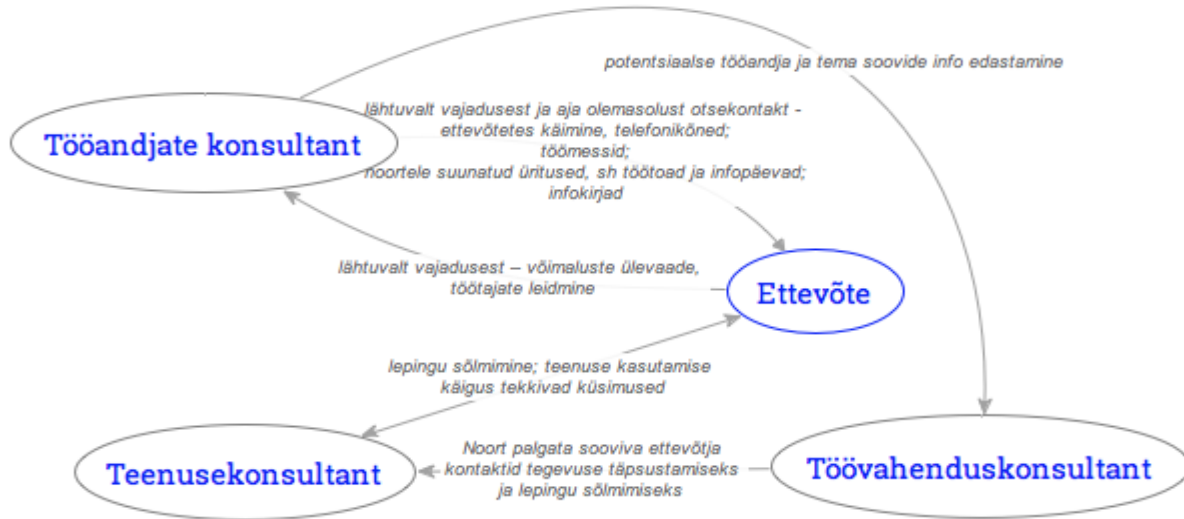 potentsiaalse tööandja ja tema soovide info edastamine
Tööandjate konsultant
lähtuvalt vajadusest ja aja olemasolust otsekontakt -
ettevõtetes käimine, telefonikõned;
töömessid;
noortele suunatud üritused, sh töötoad ja infopäevad;
infokirjad
lähtuvalt vajadusest – võimaluste ülevaade,
töötajate leidmine
Ettevõte
lepingu sõlmimine; teenuse kasutamise
käigus tekkivad küsimused
Teenusekonsultant
Noort palgata sooviva ettevõtja
kontaktid tegevuse täpsustamiseks
ja lepingu sõlmimiseks
Töövahenduskonsultant